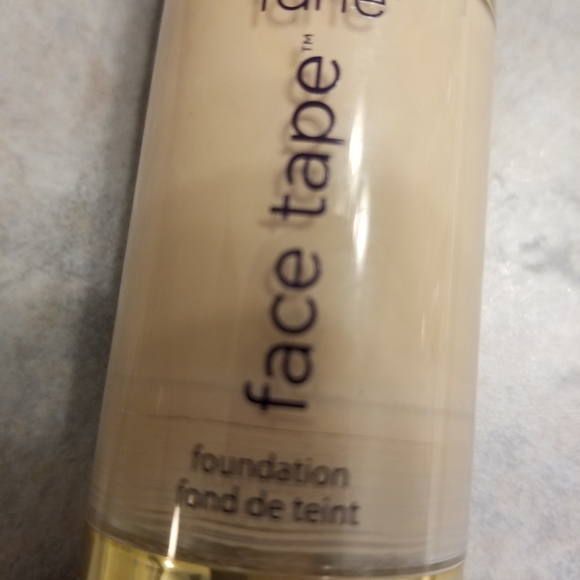 face tape™
foundation
fond de teint